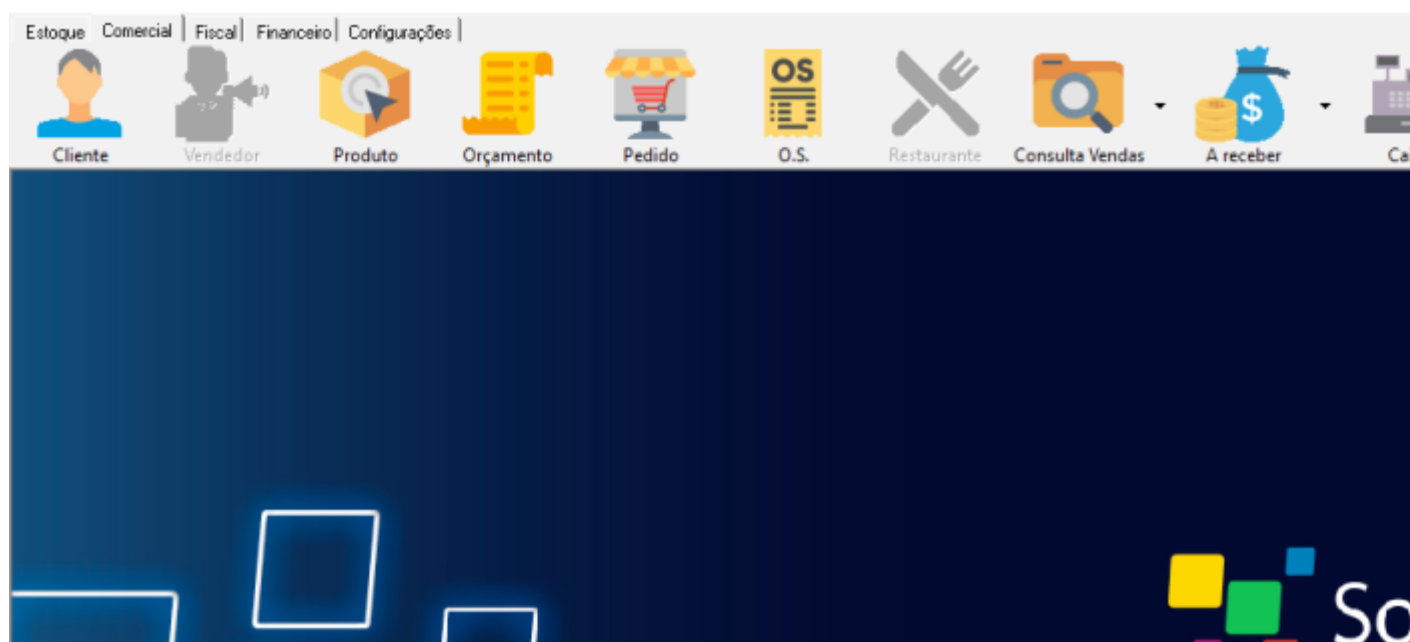 Estoque Comercial Fiscal Financeiro Configurações
OS
$
Cliente Vendedor Produto Orçamento Pedido O.S. Restaurante Consulta Vendas A receber